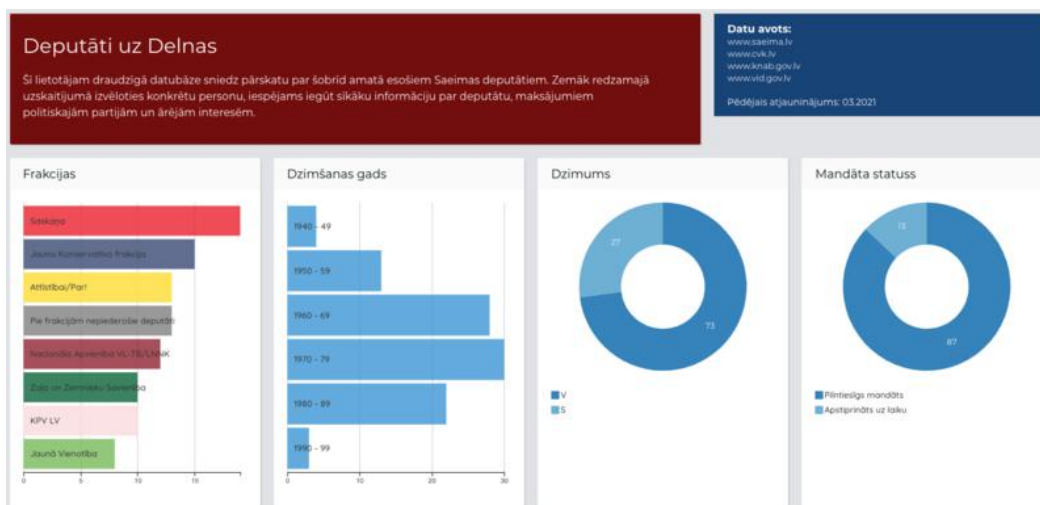 Deputāti uz Delnas
Šī lietotājam draudzīgā datubāze sniedz pārskatu par šobrīd amatā esošiem Saeimas deputātiem. Zemāk redzamajā
uzskaitījumā izvēloties konkrētu personu, iespējams iegūt sīkāku informāciju par deputātu, maksājumiem
politiskajām partijām un ārējām interesēm.
Datu avots:
www.saeima.lv
www.cvk.lv
www.knab.gov.lv
www.vid.gov.lv
Pēdējais atjauninājums: 03.2021
Frakcijas
Saskaņa
Jaunā Konservatīvā frakcija
Attīstībai/Par!
Pie frakcijām nepiederošie deputāti
Nacionālā Apvienība VL-TB/LNNK
Zaļo un Zemnieku Savienība
KPV LV
Jaunā Vienotība
0 5 10 15
Dzimšanas gads
1940 - 49
1950 - 59
1960 - 69
1970 - 79
1980 - 89
1990 - 99
0 10 20 30
Dzimums
27
73
V
S
Mandāta statuss
13
87
Pilntiesīgs mandāts
Apstiprināts uz laiku